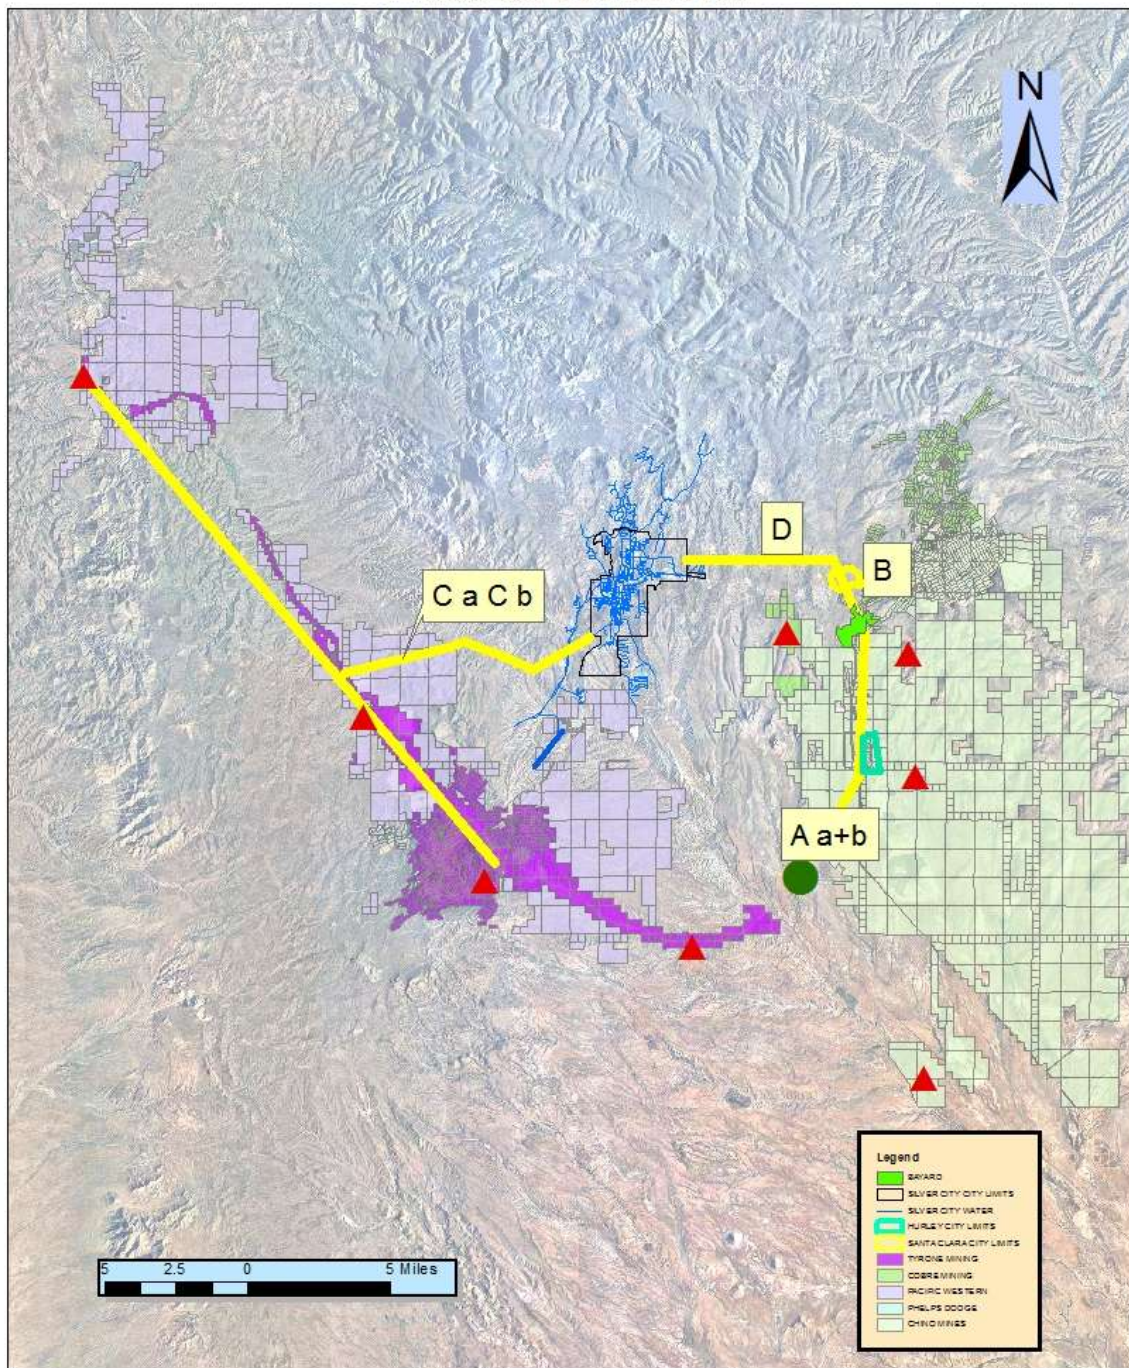 N
D
B
C a C b
A a+b
Legend
BAYARD
SILVER CITY CITY LIMITS
SILVER CITY WATER
HURLEY CITY LIMITS
SANTA CLARA CITY LIMITS
TYRONE MINING
COBRE MINING
PACIFIC WESTERN
PHELPS DODGE
CHINO MINES
5 2.5 0 5 Miles